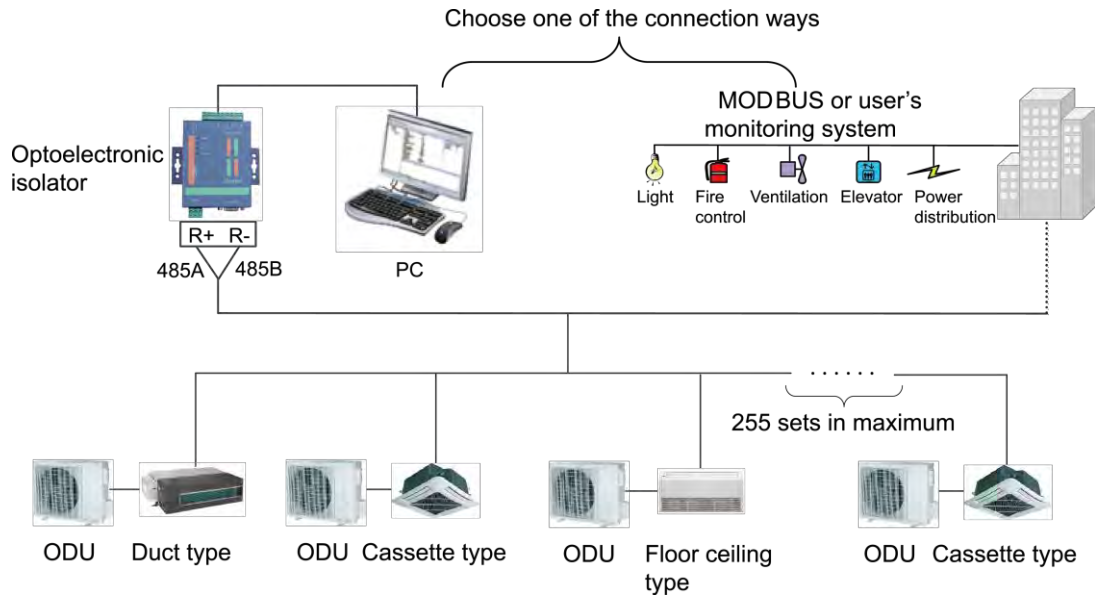 Choose one of the connection ways
MODBUS or user's
monitoring system
Optoelectronic
isolator
Light
Fire
control
Ventilation
Elevator
Power
distribution
R+ R-
485A
485B
PC
......
255 sets in maximum
ODU
Duct type
ODU
Cassette type
ODU
Floor ceiling
type
ODU
Cassette type